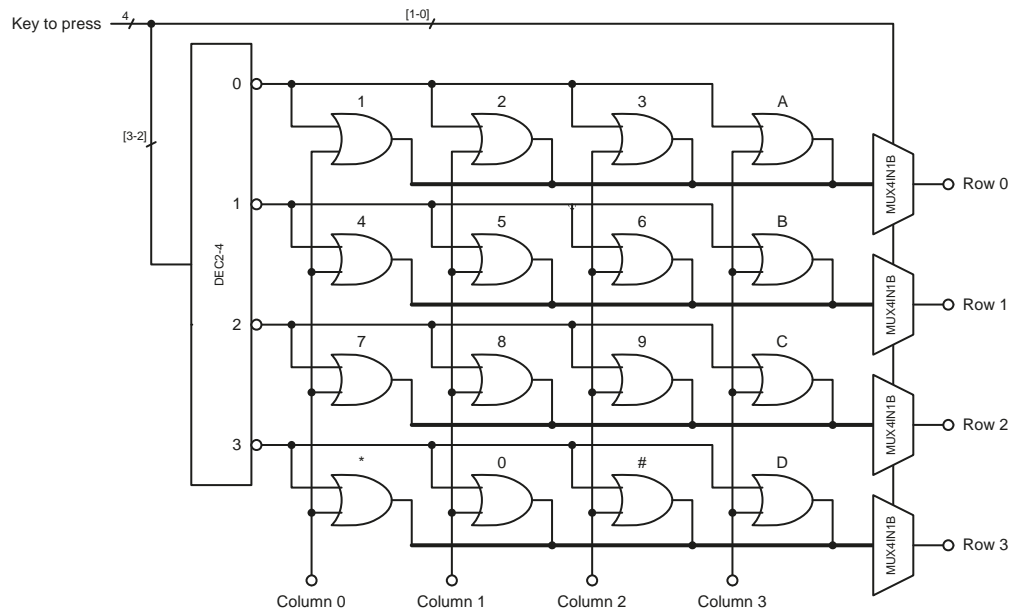 Key to press 4 [1-0]
0
1 2 3 A
[3-2]
MUX4IN1B Row 0
1
4 5 6 B
DEC2-4
MUX4IN1B Row 1
2
7 8 9 C
MUX4IN1B Row 2
3
* 0 # D
MUX4IN1B Row 3
Column 0 Column 1 Column 2 Column 3